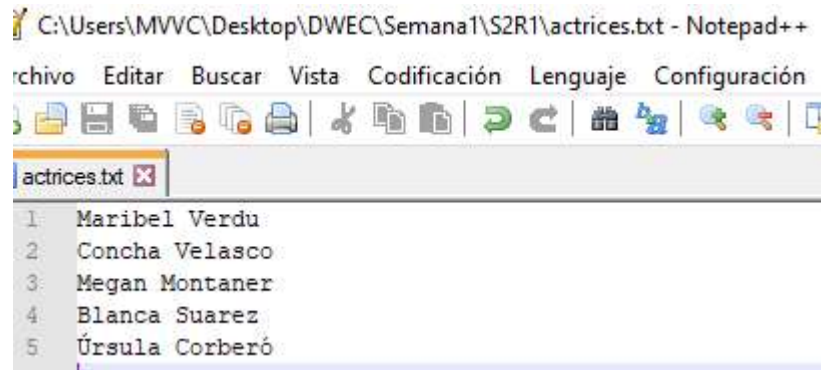 C:\Users\MVVC\Desktop\DWEC\Semana1\S2R1\actrices.txt - Notepad++
rchivo Editar Buscar Vista Codificación Lenguaje Configuración
actrices.txt
1 Maribel Verdu
2 Concha Velasco
3 Megan Montaner
4 Blanca Suarez
5 Úrsula Corberó